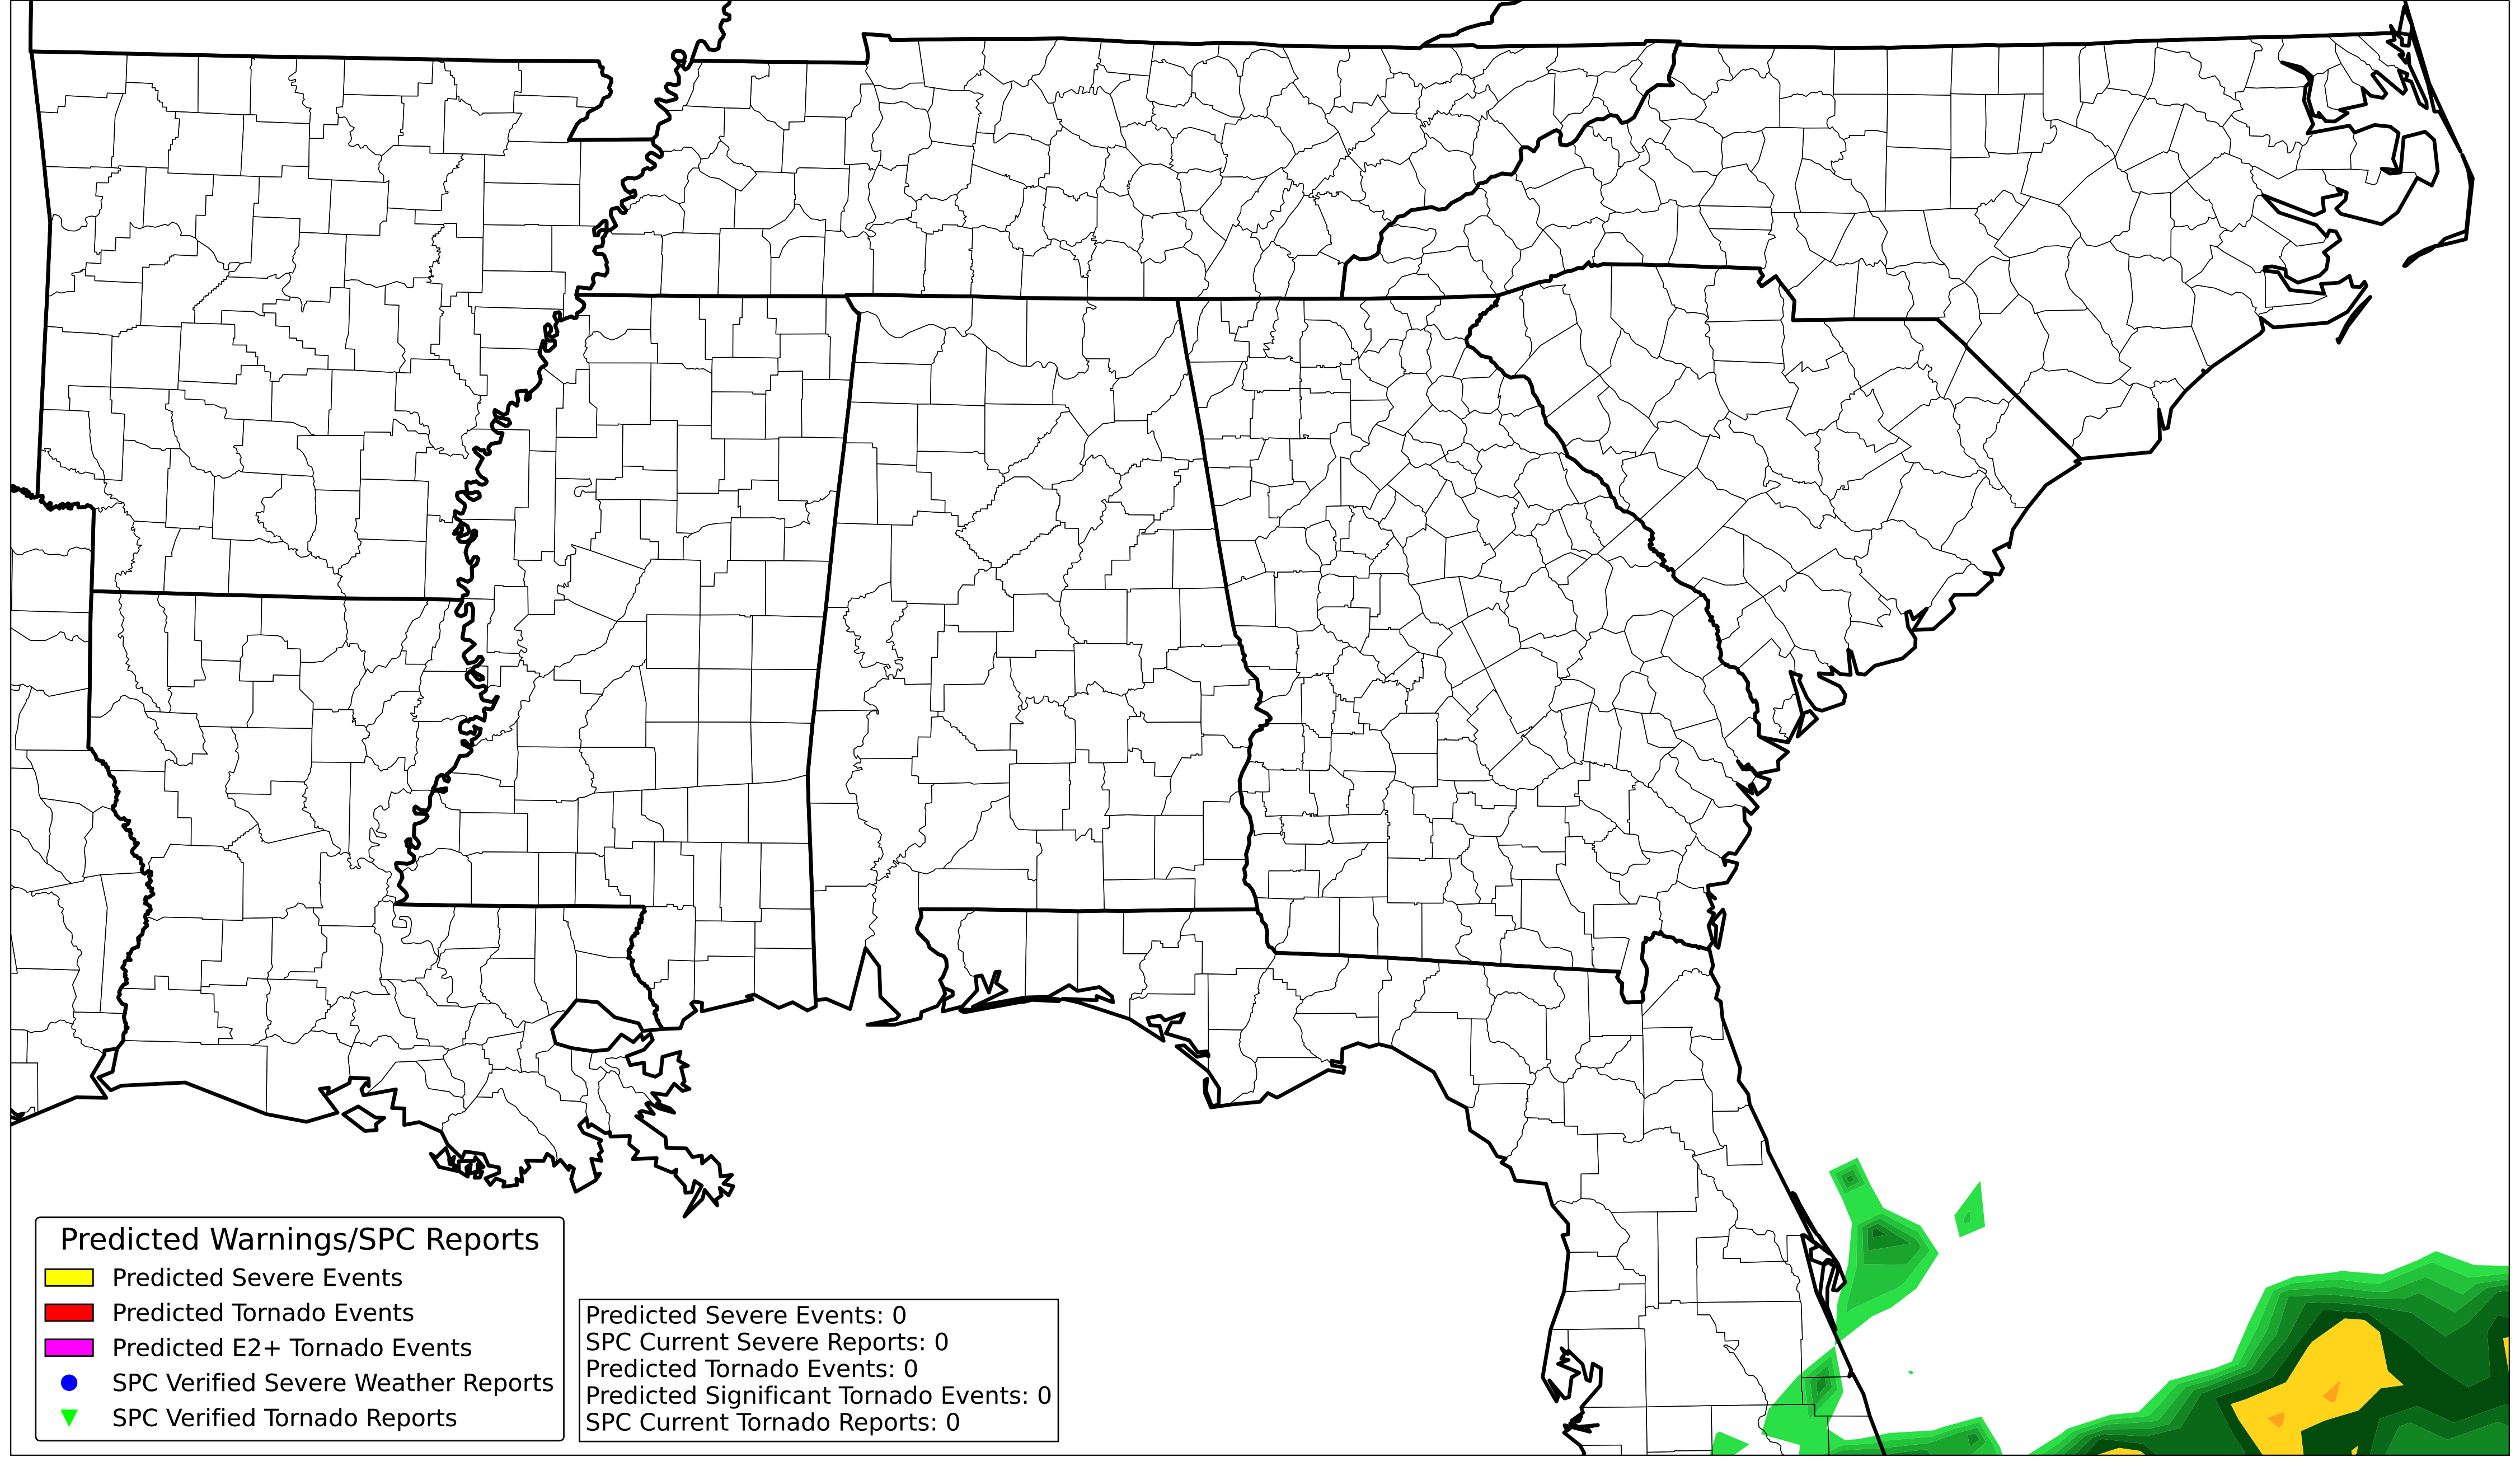 Predicted Warnings/SPC Reports
Predicted Severe Events
Predicted Tornado Events
Predicted E2+ Tornado Events
SPC Verified Severe Weather Reports
SPC Verified Tornado Reports
Predicted Severe Events: 0
SPC Current Severe Reports: 0
Predicted Tornado Events: 0
Predicted Significant Tornado Events: 0
SPC Current Tornado Reports: 0